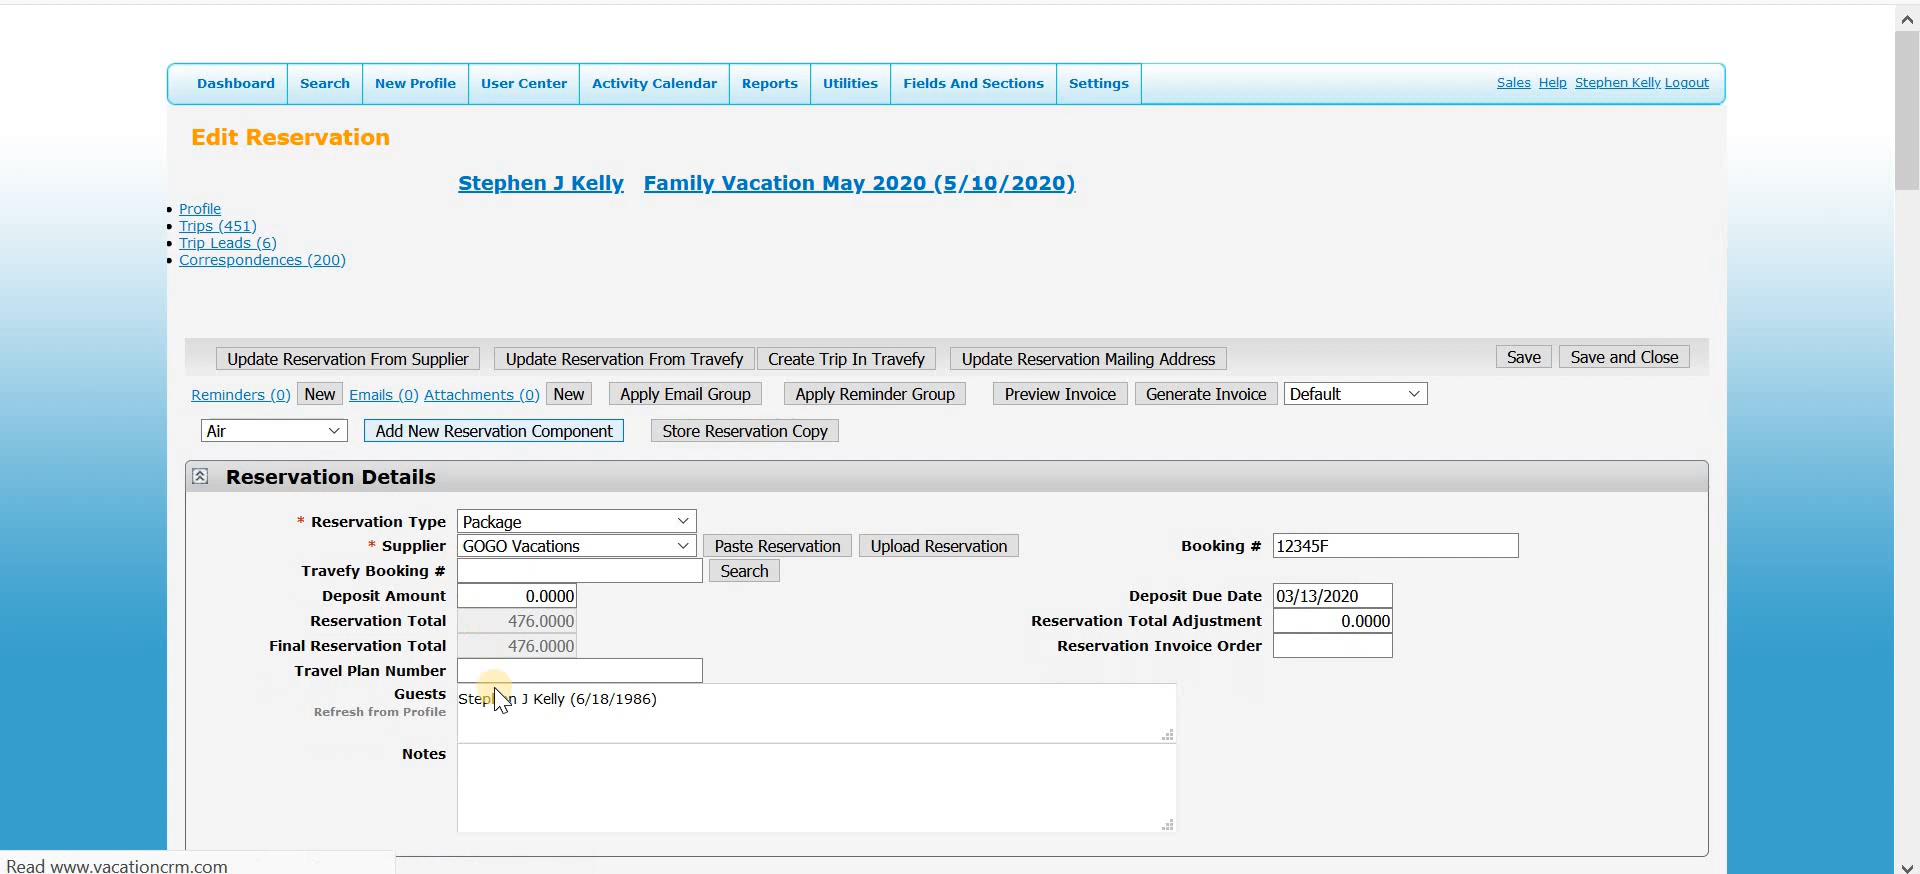 Dashboard Search New Profile User Center Activity Calendar Reports Utilities Fields And Sections Settings Sales Help Stephen Kelly Logout
Edit Reservation
Stephen J Kelly Family Vacation May 2020 (5/10/2020)
Profile
Trips (451)
Trip Leads (6)
Correspondences (200)
Update Reservation From Supplier Update Reservation From Travefy Create Trip In Travefy Update Reservation Mailing Address Save Save and Close
Reminders (0) New Emails (0) Attachments (0) New Apply Email Group Apply Reminder Group Preview Invoice Generate Invoice Default
Air Add New Reservation Component Store Reservation Copy
Reservation Details
* Reservation Type Package
* Supplier GOGO Vacations Paste Reservation Upload Reservation Booking # 12345F
Travefy Booking # Search
Deposit Amount 0.0000 Deposit Due Date 03/13/2020
Reservation Total 476.0000 Reservation Total Adjustment 0.0000
Final Reservation Total 476.0000 Reservation Invoice Order
Travel Plan Number
Guests Stephen J Kelly (6/18/1986)
Refresh from Profile
Notes
Read www.vacationcrm.com